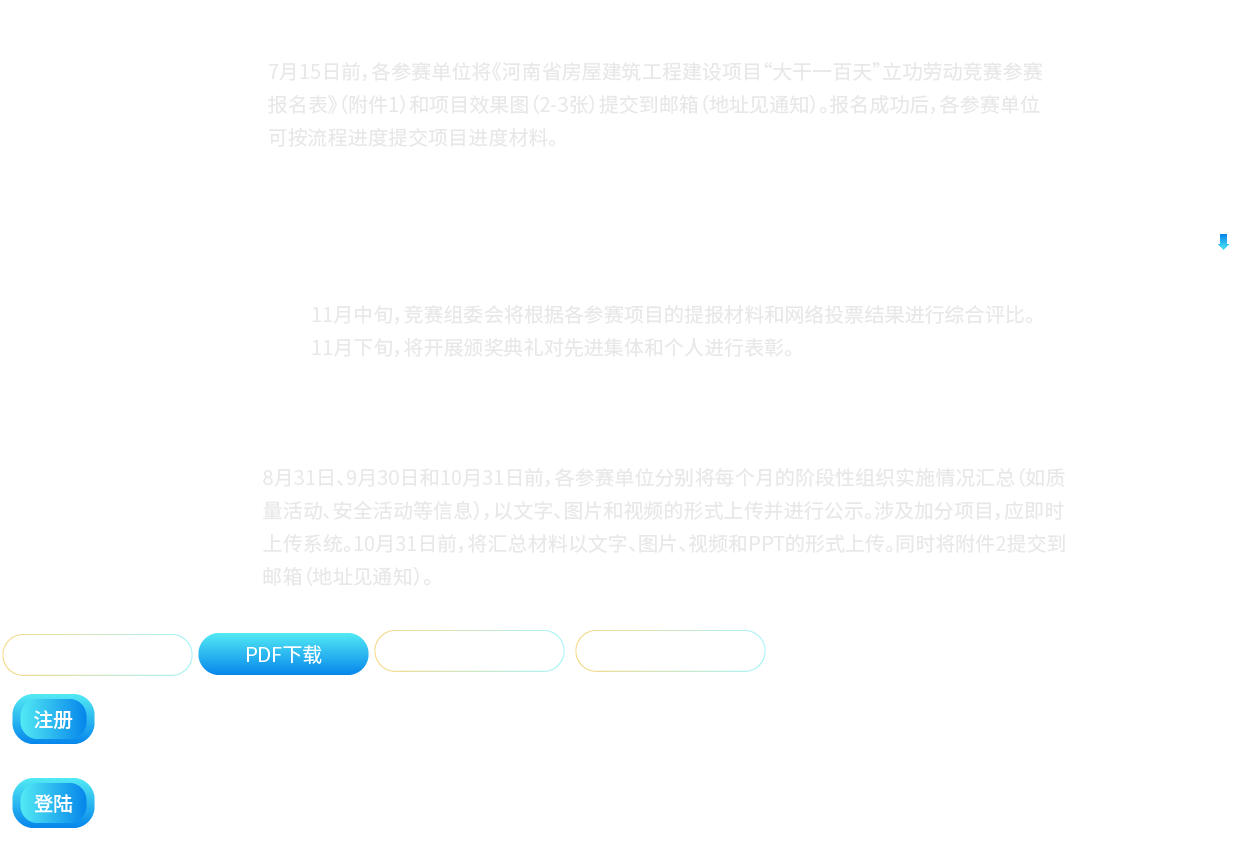 7月15日前，各参赛单位将《河南省房屋建筑工程建设项目“大干一百天”立功劳动竞赛参赛
报名表》（附件1）和项目效果图（2-3张）提交到邮箱（地址见通知）。报名成功后，各参赛单位
可按流程进度提交项目进度材料。
11月中旬，竞赛组委会将根据各参赛项目的提报材料和网络投票结果进行综合评比。
11月下旬，将开展颁奖典礼对先进集体和个人进行表彰。
8月31日、9月30日和10月31日前，各参赛单位分别将每个月的阶段性组织实施情况汇总（如质
量活动、安全活动等信息），以文字、图片和视频的形式上传并进行公示。涉及加分项目，应即时
上传系统。10月31日前，将汇总材料以文字、图片、视频和PPT的形式上传。同时将附件2提交到
邮箱（地址见通知）。
PDF下载
注册
登陆